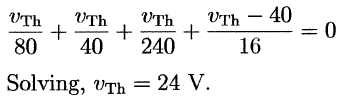 v_Th/80 + v_Th/40 + v_Th/240 + (v_Th − 40)/16 = 0
Solving, v_Th = 24 V.